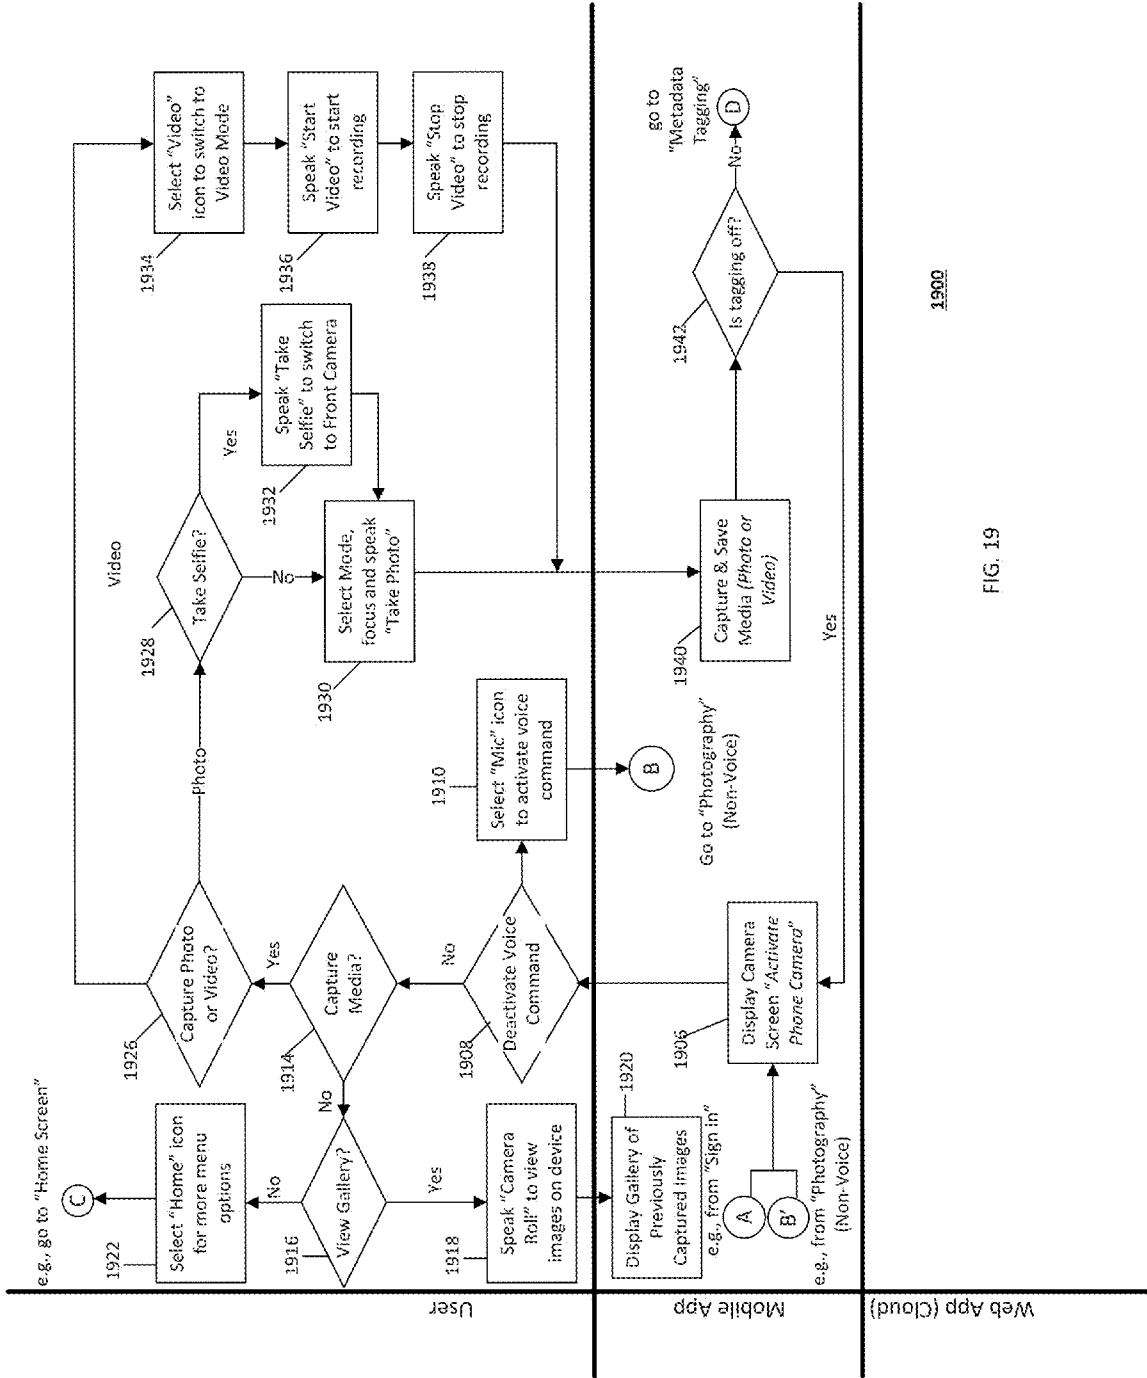 e.g., go to "Home Screen"
C
1922
Select "Home" icon
for more menu
options
No
1916
View Gallery?
Yes
1918
Speak "Camera
Roll" to view
images on device
No
1926
Capture Photo
or Video?
Yes
1914
Capture
Media?
No
1908
Deactivate Voice
Command
1910
Select "Mic" icon
to activate voice
command
Photo
Video
1928
Take Selfie?
Yes
No
1930
Select Mode,
focus and speak
"Take Photo"
1932
Speak "Take
Selfie" to switch
to Front Camera
1934
Select "Video"
icon to switch to
Video Mode
1936
Speak "Start
Video" to start
recording
1938
Speak "Stop
Video" to stop
recording
User
1920
Display Gallery of
Previously
Captured Images
e.g., from "Sign in"
A
B'
e.g., from "Photography"
(Non-Voice)
1906
Display Camera
Screen "Activate
Phone Camera"
B
Go to "Photography"
(Non-Voice)
1940
Capture & Save
Media (Photo or
Video)
1942
Is tagging off?
No
D
go to
"Metadata
Tagging"
Yes
Mobile App
Web App (Cloud)
1900
FIG. 19